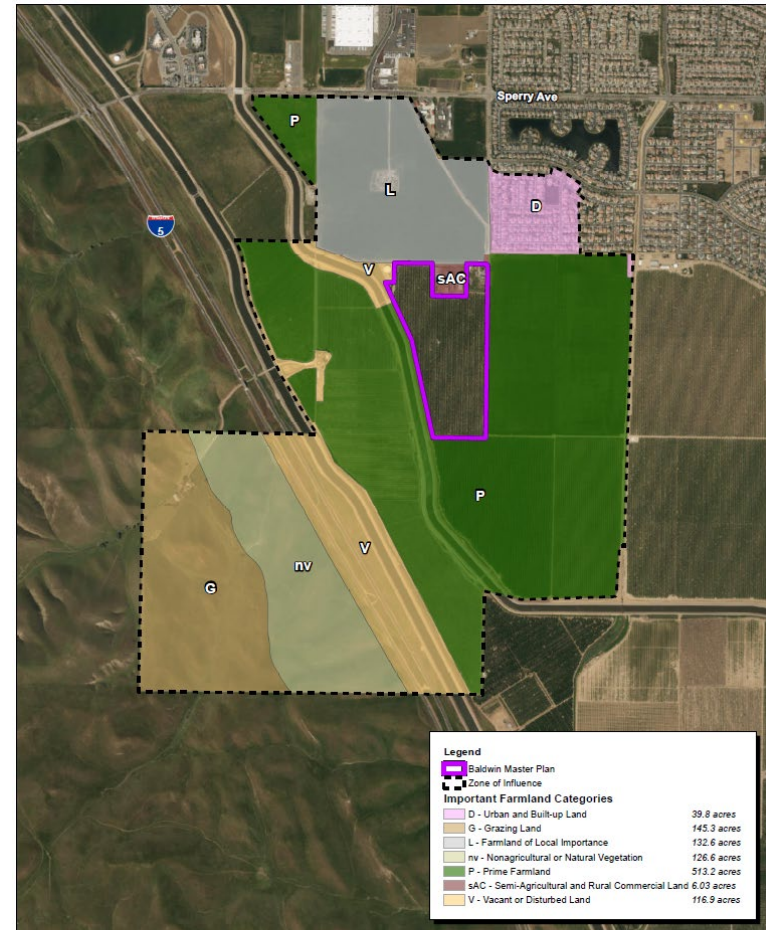 Sperry Ave
P
L
D
5
V
sAC
P
V
nv
G
Legend
Baldwin Master Plan
Zone of Influence
Important Farmland Categories
D - Urban and Built-up Land 39.8 acres
G - Grazing Land 145.3 acres
L - Farmland of Local Importance 132.6 acres
nv - Nonagricultural or Natural Vegetation 126.6 acres
P - Prime Farmland 513.2 acres
sAC - Semi-Agricultural and Rural Commercial Land 6.03 acres
V - Vacant or Disturbed Land 116.9 acres